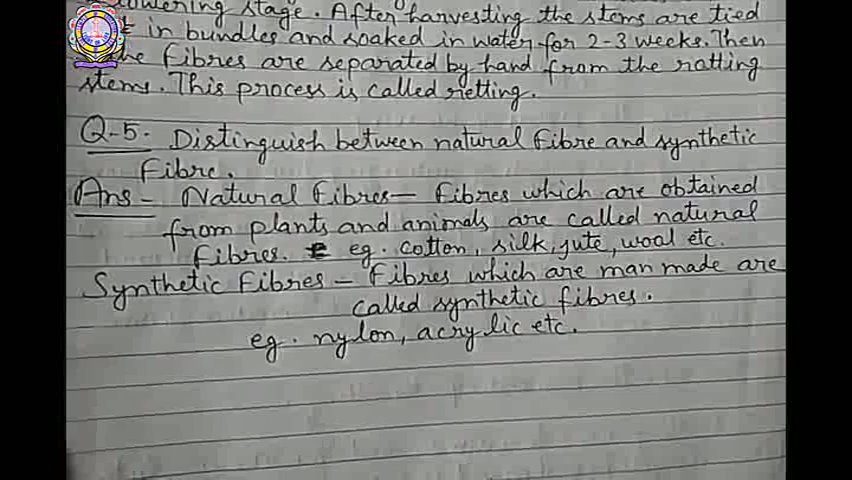 flowering stage. After harvesting the stems are tied
in bundles and soaked in water for 2-3 weeks. Then
the fibres are separated by hand from the rotting
stems. This process is called retting.
Q-5. Distinguish between natural fibre and synthetic
fibre.
Ans - Natural fibres - fibres which are obtained
from plants and animals are called natural
fibres. eg. cotton, silk, jute, wool etc.
Synthetic fibres - fibres which are man made are
called synthetic fibres.
eg. nylon, acrylic etc.